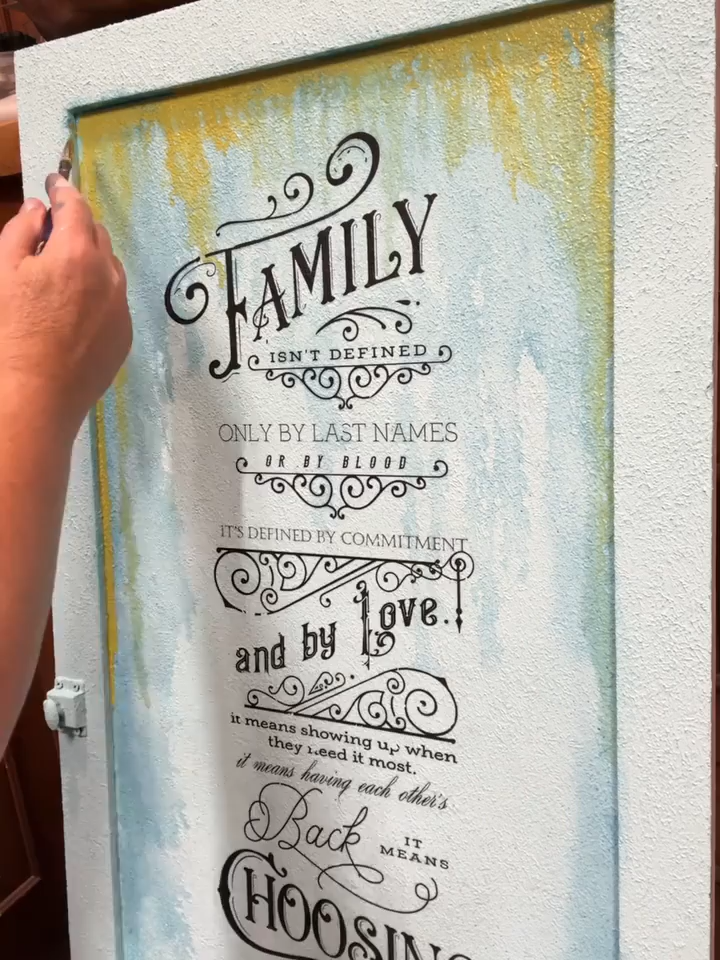 FAMILY
ISN'T DEFINED
ONLY BY LAST NAMES
OR BY BLOOD
IT'S DEFINED BY COMMITMENT
and by Love.
it means showing up when
they need it most.
it means having each other's
Back IT
MEANS
CHOOSING